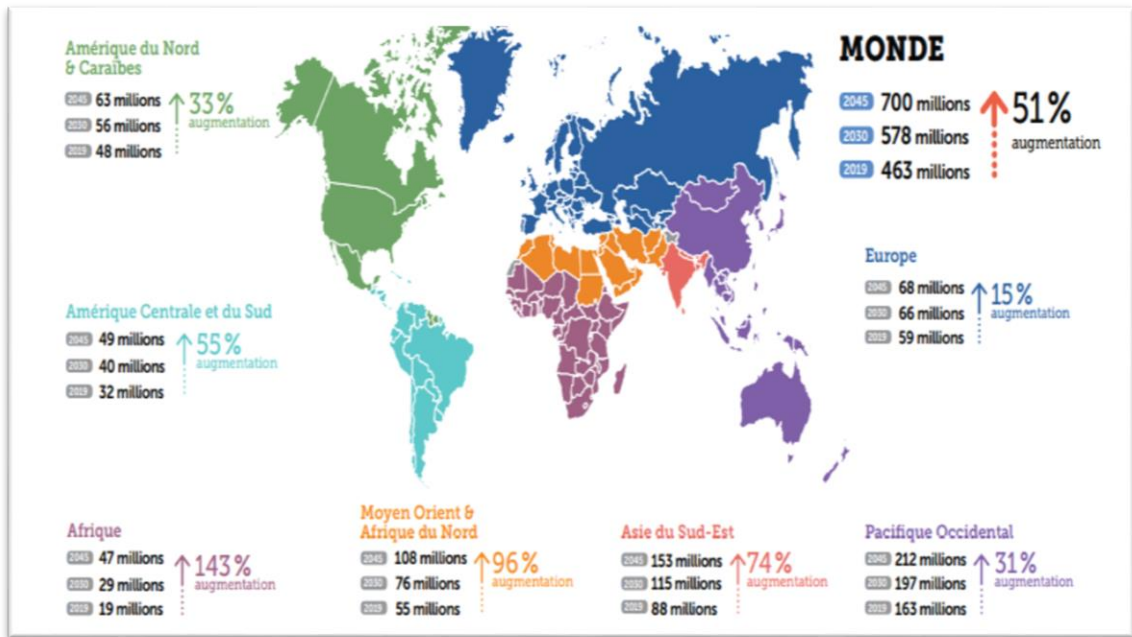 Amérique du Nord
& Caraïbes
2045 63 millions
2030 56 millions
2019 48 millions
33 %
augmentation
MONDE
2045 700 millions
2030 578 millions
2019 463 millions
51 %
augmentation
Europe
2045 68 millions
2030 66 millions
2019 59 millions
15 %
augmentation
Amérique Centrale et du Sud
2045 49 millions
2030 40 millions
2019 32 millions
55 %
augmentation
Afrique
2045 47 millions
2030 29 millions
2019 19 millions
143 %
augmentation
Moyen Orient &
Afrique du Nord
2045 108 millions
2030 76 millions
2019 55 millions
96 %
augmentation
Asie du Sud-Est
2045 153 millions
2030 115 millions
2019 88 millions
74 %
augmentation
Pacifique Occidental
2045 212 millions
2030 197 millions
2019 163 millions
31 %
augmentation